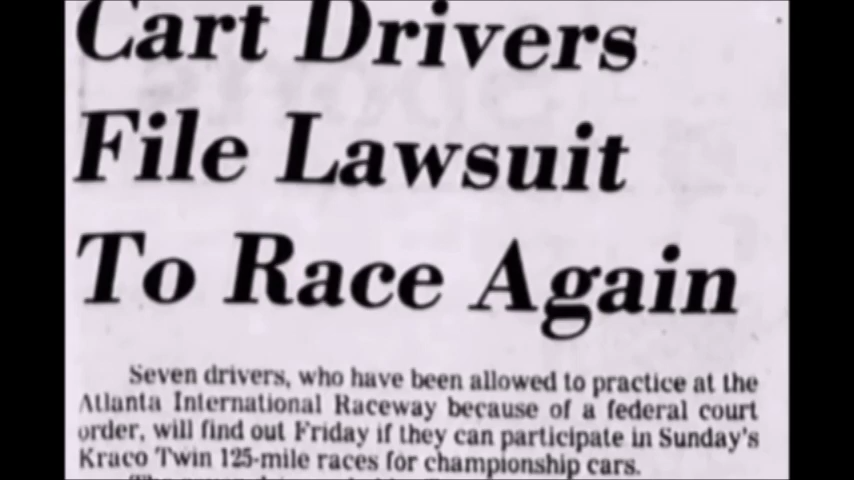 Cart Drivers
File Lawsuit
To Race Again
Seven drivers, who have been allowed to practice at the
Atlanta International Raceway because of a federal court
order, will find out Friday if they can participate in Sunday's
Kraco Twin 125-mile races for championship cars.